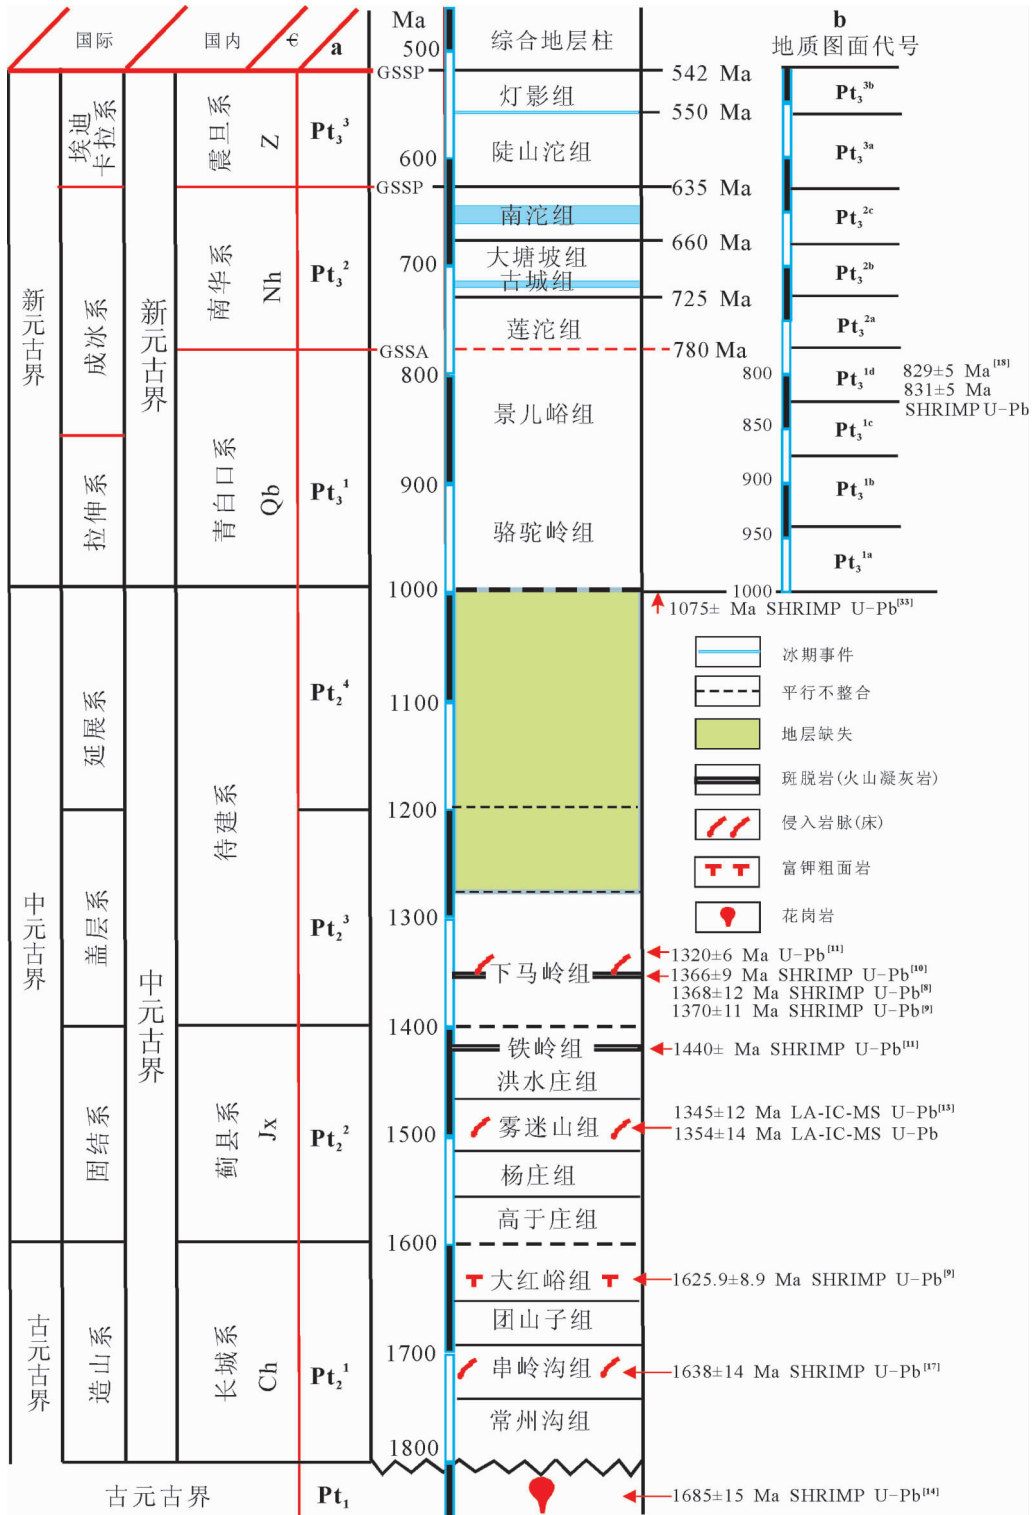 国际
国内
a
Ma
500
综合地层柱
b
地质图面代号
GSSP
542 Ma
灯影组
550 Ma
埃迪卡拉系
震旦系
Z
Pt₃³
陡山沱组
600
GSSP
635 Ma
南沱组
660 Ma
大塘坡组
700
古城组
725 Ma
莲沱组
GSSA
780 Ma
800
新元古界
成冰系
新元古界
南华系
Nh
Pt₃²
景儿峪组
900
拉伸系
青白口系
Qb
Pt₃¹
骆驼岭组
1000
Pt₃³ᵇ
Pt₃³ᵃ
Pt₃²ᶜ
Pt₃²ᵇ
Pt₃²ᵃ
800
Pt₃¹ᵈ
829±5 Ma[18]
831±5 Ma
SHRIMP U-Pb
850
Pt₃¹ᶜ
900
Pt₃¹ᵇ
950
Pt₃¹ᵃ
1000
1075± Ma SHRIMP U-Pb[33]
冰期事件
平行不整合
地层缺失
斑脱岩(火山凝灰岩)
侵入岩脉(床)
富钾粗面岩
花岗岩
1100
延展系
Pt₂⁴
1200
待建系
中元古界
盖层系
中元古界
Pt₂³
1300
1320±6 Ma U-Pb[11]
下马岭组
1366±9 Ma SHRIMP U-Pb[10]
1368±12 Ma SHRIMP U-Pb[8]
1370±11 Ma SHRIMP U-Pb[9]
1400
铁岭组
1440± Ma SHRIMP U-Pb[11]
洪水庄组
固结系
蓟县系
Jx
Pt₂²
1500
雾迷山组
1345±12 Ma LA-IC-MS U-Pb[13]
1354±14 Ma LA-IC-MS U-Pb
杨庄组
高于庄组
1600
大红峪组
1625.9±8.9 Ma SHRIMP U-Pb[9]
团山子组
古元古界
造山系
长城系
Ch
Pt₂¹
1700
串岭沟组
1638±14 Ma SHRIMP U-Pb[17]
常州沟组
1800
古元古界
Pt₁
1685±15 Ma SHRIMP U-Pb[14]